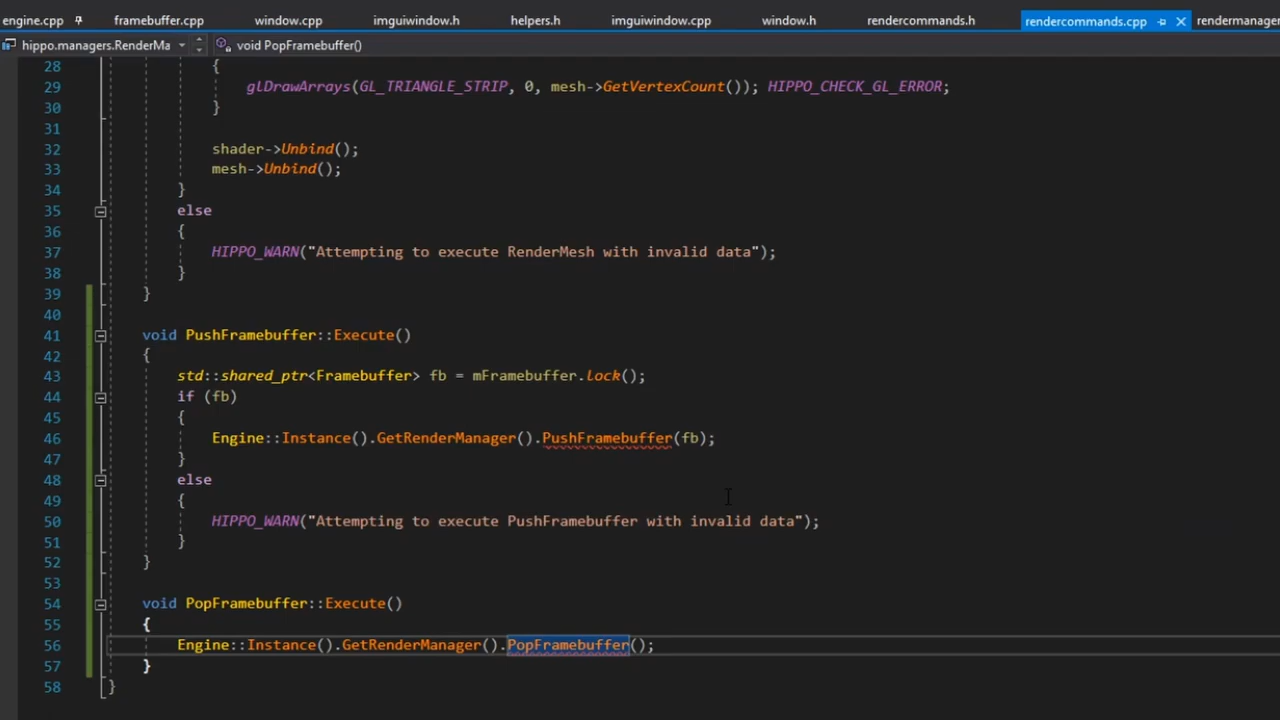 engine.cpp framebuffer.cpp window.cpp imguiwindow.h helpers.h imguiwindow.cpp window.h rendercommands.h rendercommands.cpp rendermanager
hippo.managers.RenderMa void PopFramebuffer()
28 {
29 glDrawArrays(GL_TRIANGLE_STRIP, 0, mesh->GetVertexCount()); HIPPO_CHECK_GL_ERROR;
30 }
31
32 shader->Unbind();
33 mesh->Unbind();
34 }
35 else
36 {
37 HIPPO_WARN("Attempting to execute RenderMesh with invalid data");
38 }
39 }
40
41 void PushFramebuffer::Execute()
42 {
43 std::shared_ptr<Framebuffer> fb = mFramebuffer.lock();
44 if (fb)
45 {
46 Engine::Instance().GetRenderManager().PushFramebuffer(fb);
47 }
48 else
49 {
50 HIPPO_WARN("Attempting to execute PushFramebuffer with invalid data");
51 }
52 }
53
54 void PopFramebuffer::Execute()
55 {
56 Engine::Instance().GetRenderManager().PopFramebuffer();
57 }
58 }